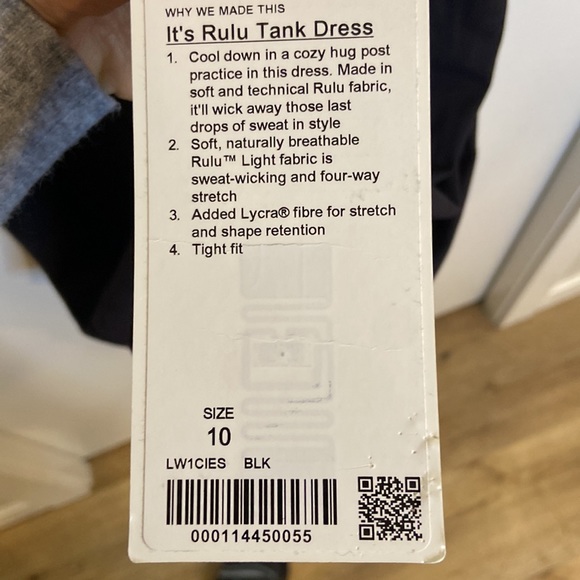 WHY WE MADE THIS
It's Rulu Tank Dress
1. Cool down in a cozy hug post
practice in this dress. Made in
soft and technical Rulu fabric,
it'll wick away those last
drops of sweat in style
2. Soft, naturally breathable
Rulu™ Light fabric is
sweat-wicking and four-way
stretch
3. Added Lycra® fibre for stretch
and shape retention
4. Tight fit
SIZE
10
LW1CIES BLK
000114450055